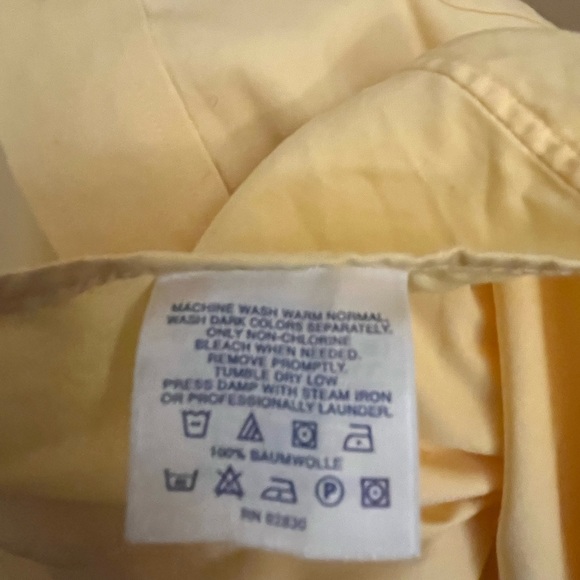 MACHINE WASH WARM NORMAL,
WASH DARK COLORS SEPARATELY.
ONLY NON-CHLORINE
BLEACH WHEN NEEDED.
REMOVE PROMPTLY.
TUMBLE DRY LOW
PRESS DAMP WITH STEAM IRON
OR PROFESSIONALLY LAUNDER.
100% BAUMWOLLE
P
RN 92830